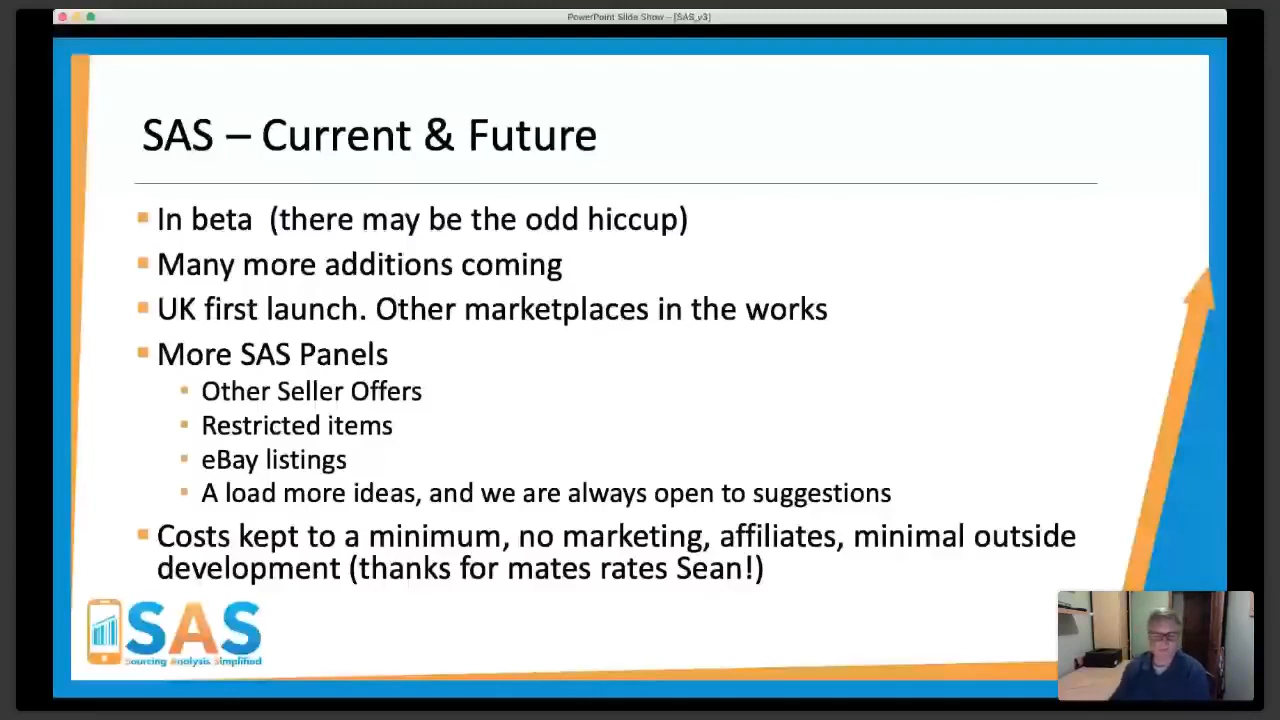 PowerPoint Slide Show – [SAS_v3]
SAS – Current & Future
In beta (there may be the odd hiccup)
Many more additions coming
UK first launch. Other marketplaces in the works
More SAS Panels
Other Seller Offers
Restricted items
eBay listings
A load more ideas, and we are always open to suggestions
Costs kept to a minimum, no marketing, affiliates, minimal outside
development (thanks for mates rates Sean!)
SAS
Sourcing Analysis Simplified